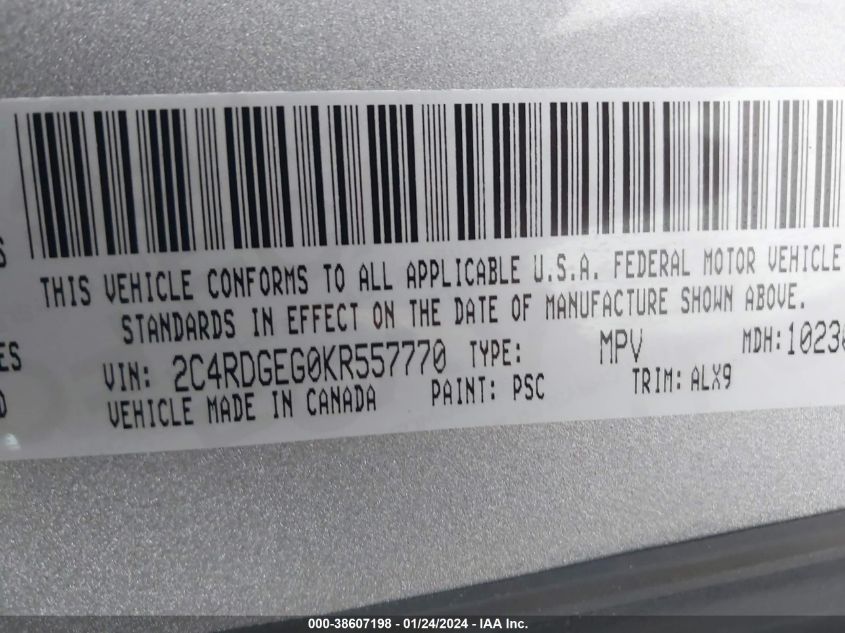 THIS VEHICLE CONFORMS TO ALL APPLICABLE U.S.A. FEDERAL MOTOR VEHICLE
STANDARDS IN EFFECT ON THE DATE OF MANUFACTURE SHOWN ABOVE.
VIN: 2C4RDGEG0KR557770 TYPE: MPV MDH: 1023
VEHICLE MADE IN CANADA PAINT: PSC TRIM: ALX9
000-38607198 - 01/24/2024 - IAA Inc.